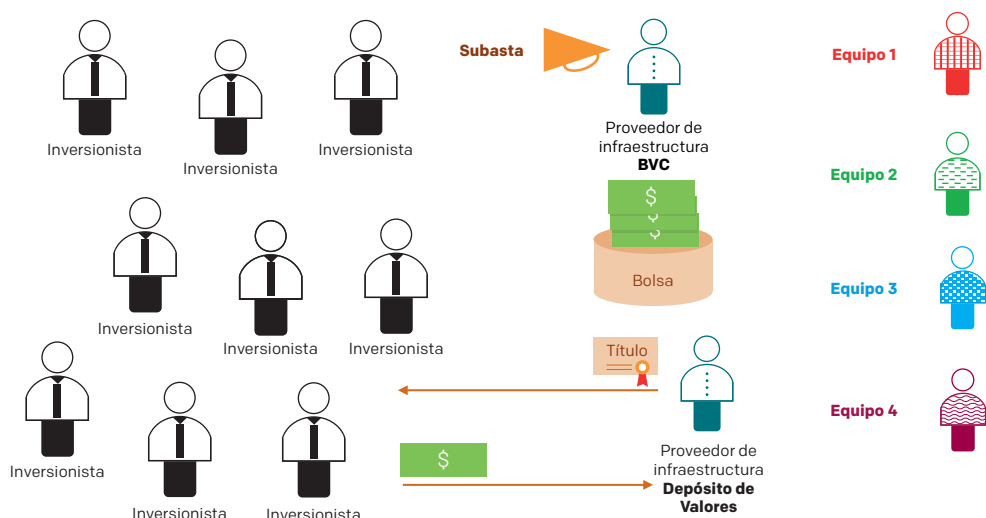 Inversionista
Inversionista
Inversionista
Subasta
Proveedor de
infraestructura
BVC
$
$
$
Bolsa
Equipo 1
Equipo 2
Equipo 3
Equipo 4
Inversionista
Inversionista
Inversionista
Título
Inversionista
Inversionista
Inversionista
$
Proveedor de
infraestructura
Depósito de
Valores